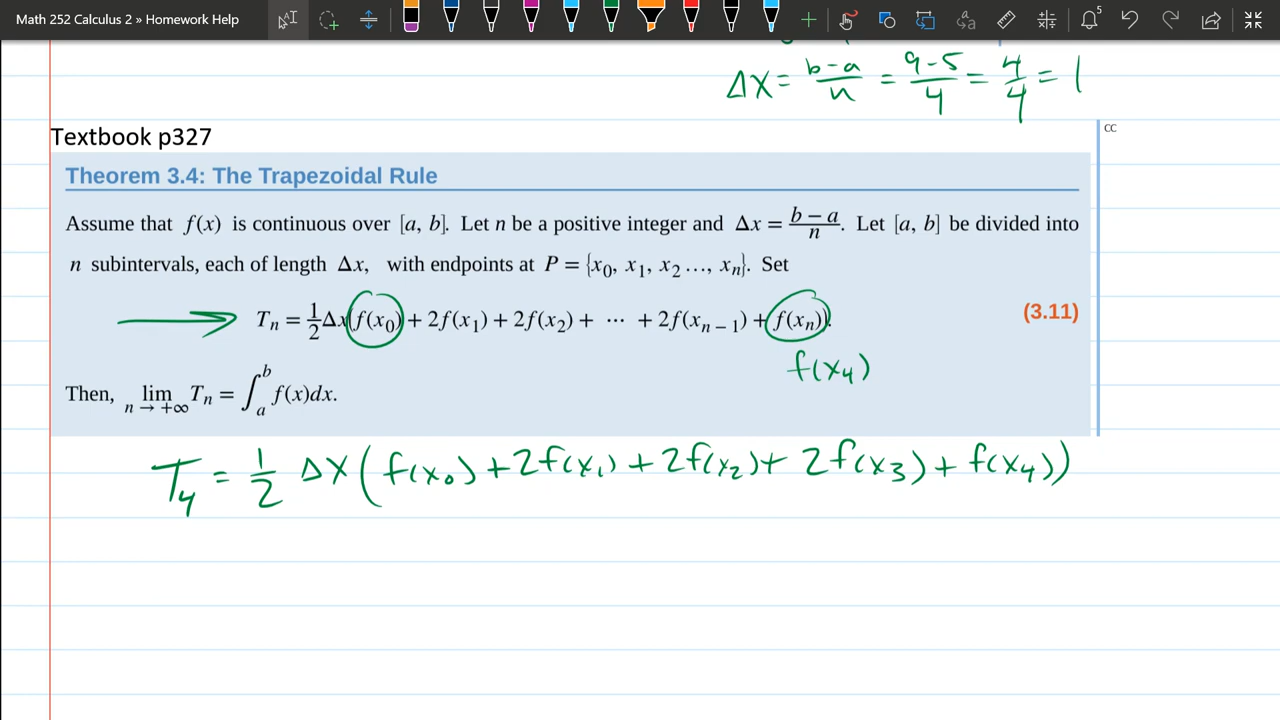 Math 252 Calculus 2 » Homework Help
5
Δx = b-a/n = 9-5/4 = 4/4 = 1
Textbook p327
cc
Theorem 3.4: The Trapezoidal Rule
Assume that f(x) is continuous over [a, b]. Let n be a positive integer and Δx = b − a/n. Let [a, b] be divided into
n subintervals, each of length Δx, with endpoints at P = {x₀, x₁, x₂ …, xₙ}. Set
Tₙ = 1/2 Δx(f(x₀) + 2f(x₁) + 2f(x₂) + ⋯ + 2f(xₙ₋₁) + f(xₙ)).
(3.11)
f(x₄)
Then, lim n → +∞ Tₙ = ∫ₐᵇ f(x)dx.
T₄ = 1/2 Δx (f(x₀) + 2f(x₁) + 2f(x₂) + 2f(x₃) + f(x₄))